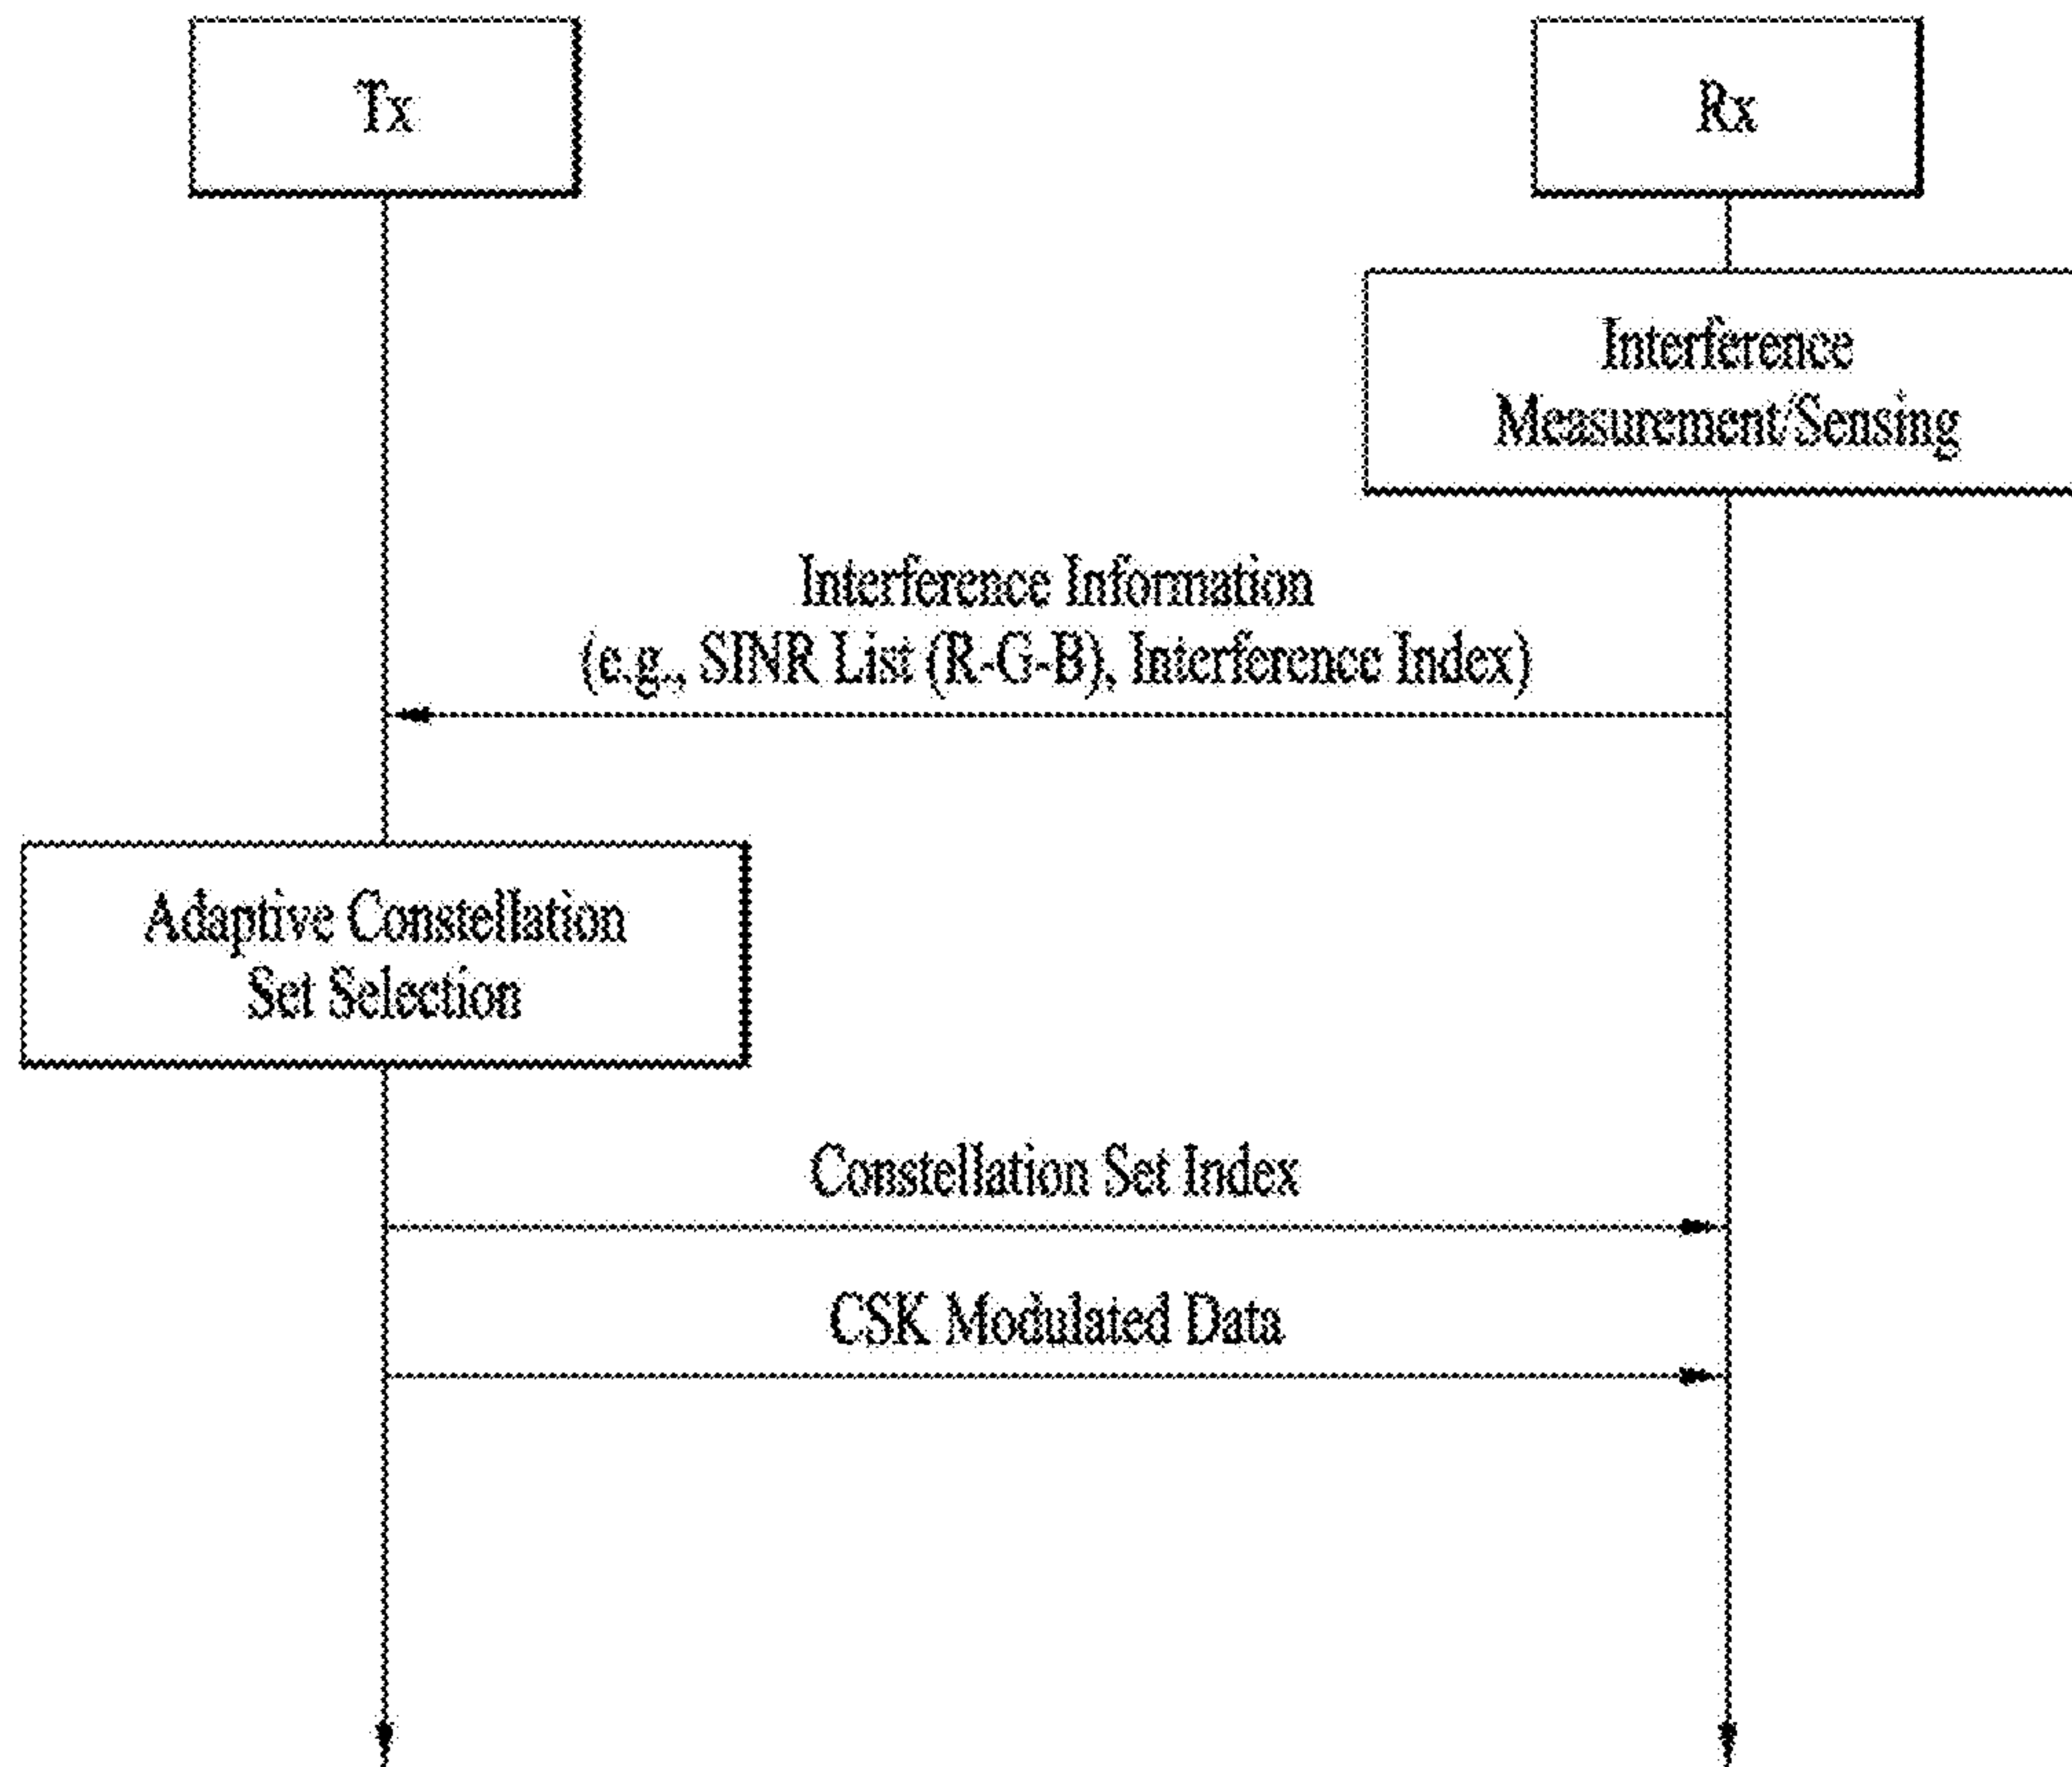 Tx
Rx
Interference
Measurement/Sensing
Interference Information
(e.g., SINR List (R-G-B), Interference Index)
Adaptive Constellation
Set Selection
Constellation Set Index
CSK Modulated Data